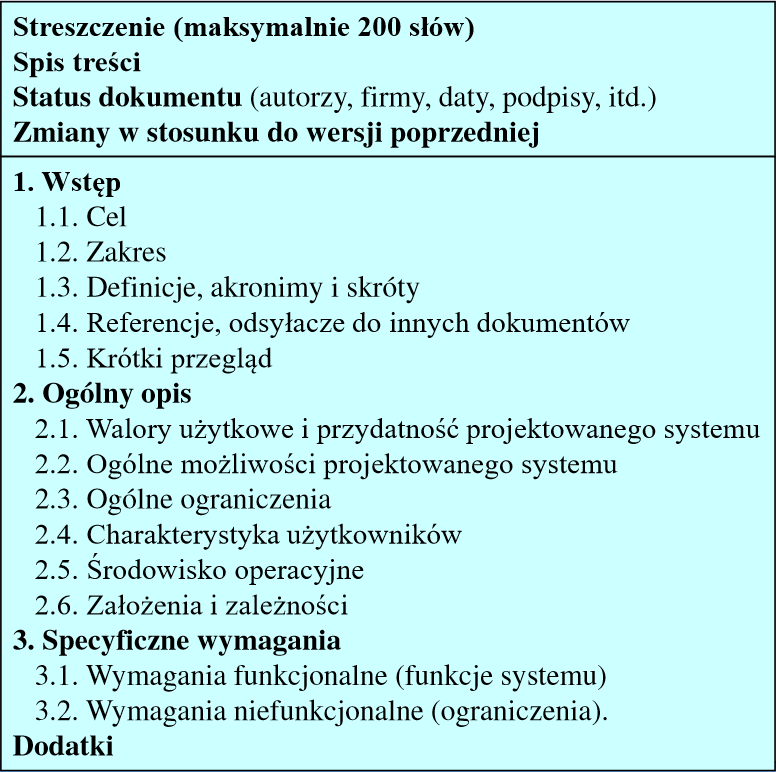 Streszczenie (maksymalnie 200 słów)
Spis treści
Status dokumentu (autorzy, firmy, daty, podpisy, itd.)
Zmiany w stosunku do wersji poprzedniej
1. Wstęp
1.1. Cel
1.2. Zakres
1.3. Definicje, akronimy i skróty
1.4. Referencje, odsyłacze do innych dokumentów
1.5. Krótki przegląd
2. Ogólny opis
2.1. Walory użytkowe i przydatność projektowanego systemu
2.2. Ogólne możliwości projektowanego systemu
2.3. Ogólne ograniczenia
2.4. Charakterystyka użytkowników
2.5. Środowisko operacyjne
2.6. Założenia i zależności
3. Specyficzne wymagania
3.1. Wymagania funkcjonalne (funkcje systemu)
3.2. Wymagania niefunkcjonalne (ograniczenia).
Dodatki